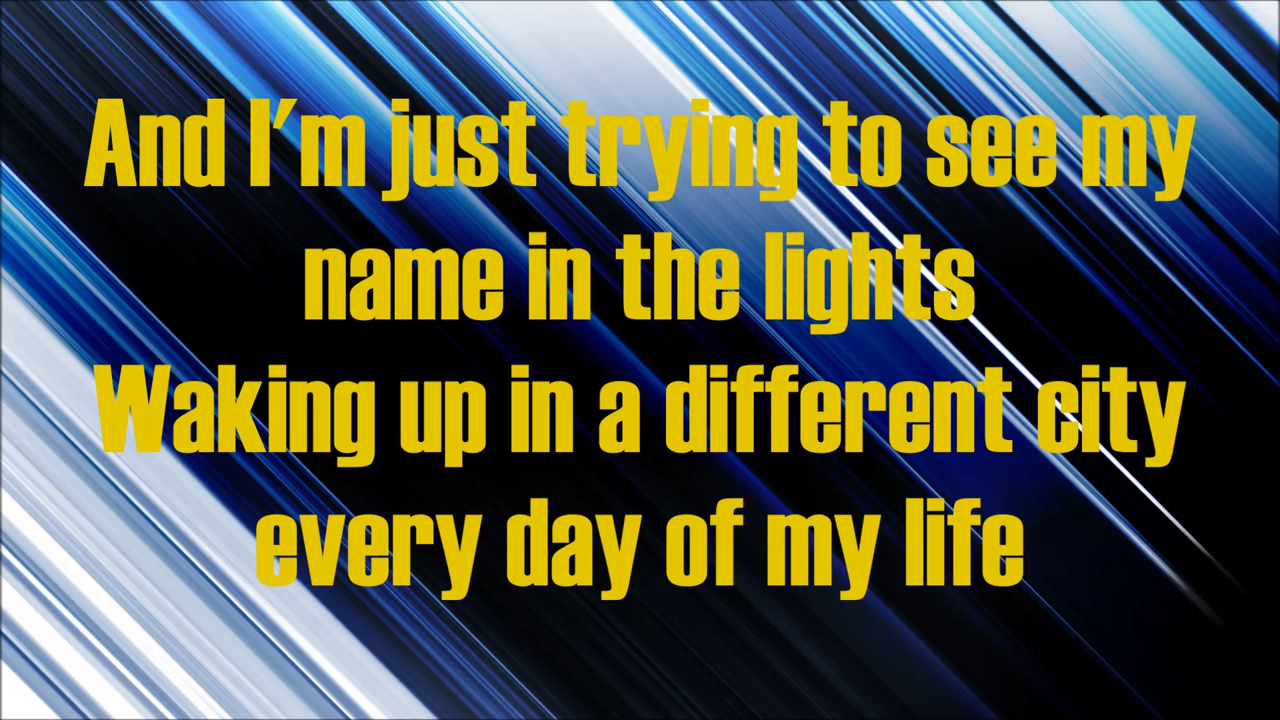 And I'm just trying to see my
name in the lights
Waking up in a different city
every day of my life